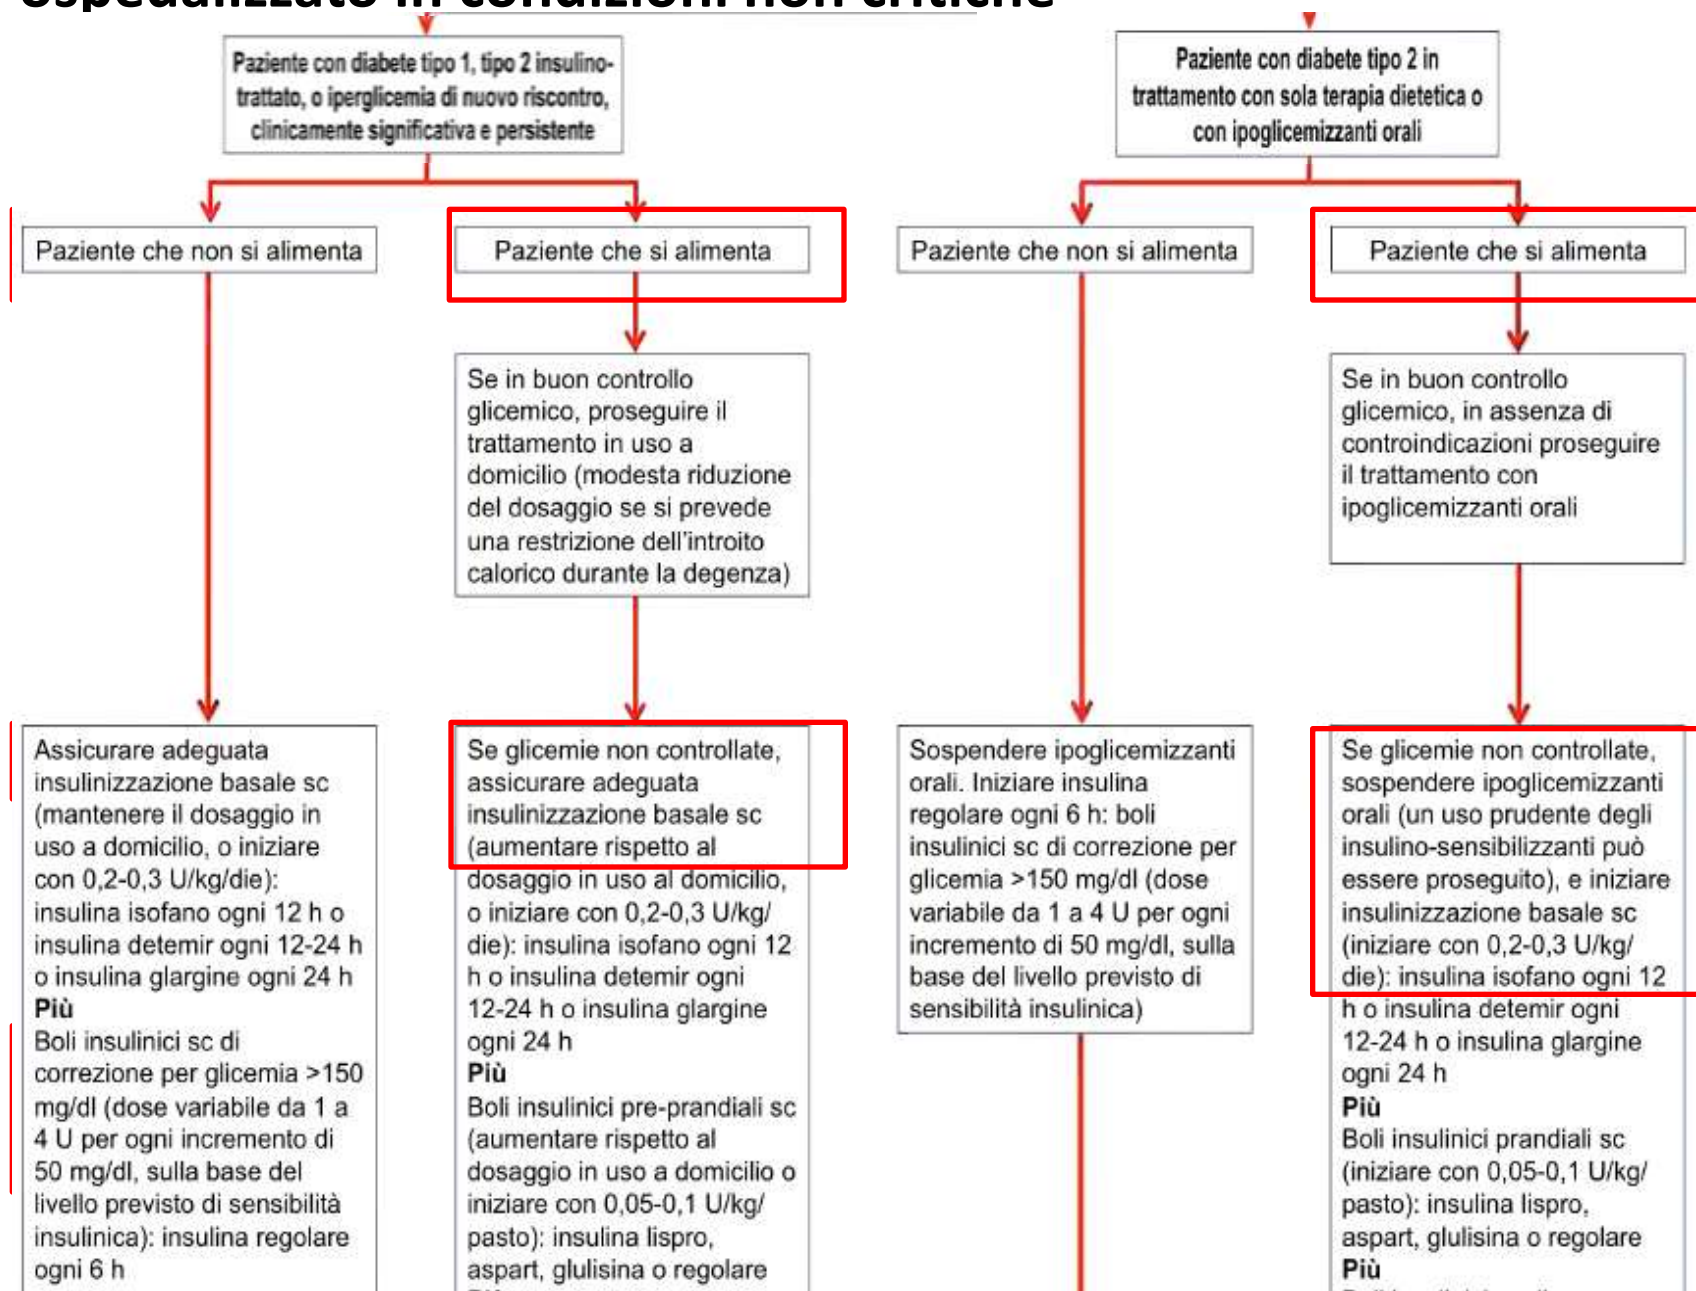 ospedalizzato in condizioni non critiche
Paziente con diabete tipo 1, tipo 2 insulino-
trattato, o iperglicemia di nuovo riscontro,
clinicamente significativa e persistente
Paziente con diabete tipo 2 in
trattamento con sola terapia dietetica o
con ipoglicemizzanti orali
Paziente che non si alimenta
Paziente che si alimenta
Paziente che non si alimenta
Paziente che si alimenta
Se in buon controllo
glicemico, proseguire il
trattamento in uso a
domicilio (modesta riduzione
del dosaggio se si prevede
una restrizione dell'introito
calorico durante la degenza)
Se in buon controllo
glicemico, in assenza di
controindicazioni proseguire
il trattamento con
ipoglicemizzanti orali
Assicurare adeguata
insulinizzazione basale sc
(mantenere il dosaggio in
uso a domicilio, o iniziare
con 0,2-0,3 U/kg/die):
insulina isofano ogni 12 h o
insulina detemir ogni 12-24 h
o insulina glargine ogni 24 h
Più
Boli insulinici sc di
correzione per glicemia >150
mg/dl (dose variabile da 1 a
4 U per ogni incremento di
50 mg/dl, sulla base del
livello previsto di sensibilità
insulinica): insulina regolare
ogni 6 h
Se glicemie non controllate,
assicurare adeguata
insulinizzazione basale sc
(aumentare rispetto al
dosaggio in uso al domicilio,
o iniziare con 0,2-0,3 U/kg/
die): insulina isofano ogni 12
h o insulina detemir ogni
12-24 h o insulina glargine
ogni 24 h
Più
Boli insulinici pre-prandiali sc
(aumentare rispetto al
dosaggio in uso a domicilio o
iniziare con 0,05-0,1 U/kg/
pasto): insulina lispro,
aspart, glulisina o regolare
Sospendere ipoglicemizzanti
orali. Iniziare insulina
regolare ogni 6 h: boli
insulinici sc di correzione per
glicemia >150 mg/dl (dose
variabile da 1 a 4 U per ogni
incremento di 50 mg/dl, sulla
base del livello previsto di
sensibilità insulinica)
Se glicemie non controllate,
sospendere ipoglicemizzanti
orali (un uso prudente degli
insulino-sensibilizzanti può
essere proseguito), e iniziare
insulinizzazione basale sc
(iniziare con 0,2-0,3 U/kg/
die): insulina isofano ogni 12
h o insulina detemir ogni
12-24 h o insulina glargine
ogni 24 h
Più
Boli insulinici prandiali sc
(iniziare con 0,05-0,1 U/kg/
pasto): insulina lispro,
aspart, glulisina o regolare
Più